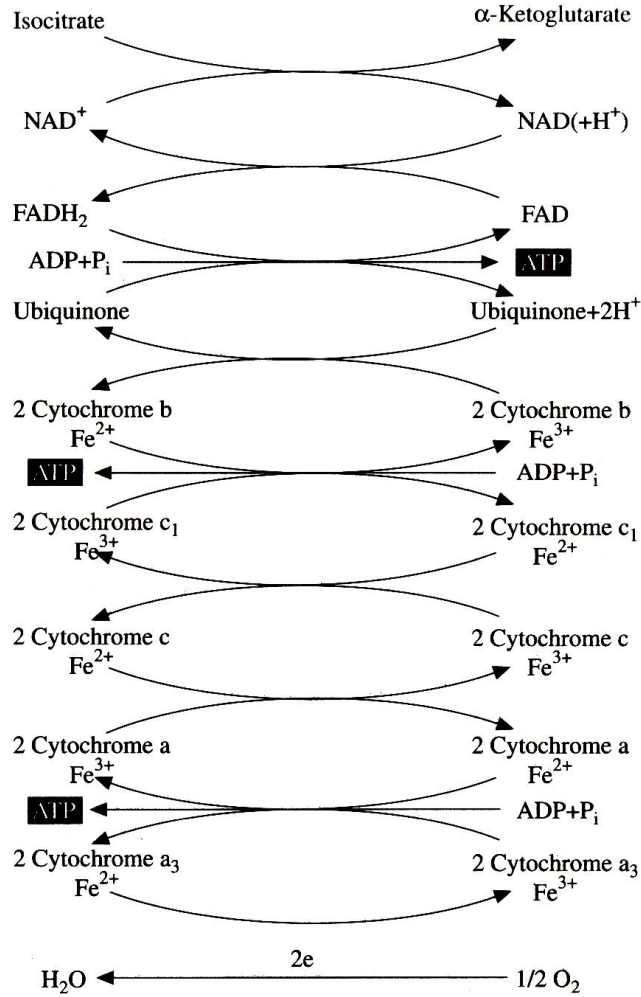 Isocitrate α-Ketoglutarate
NAD⁺ NAD(+H⁺)
FADH₂ FAD
ADP+Pᵢ ATP
Ubiquinone Ubiquinone+2H⁺
2 Cytochrome b 2 Cytochrome b
Fe²⁺ Fe³⁺
ATP ADP+Pᵢ
2 Cytochrome c₁ 2 Cytochrome c₁
Fe³⁺ Fe²⁺
2 Cytochrome c 2 Cytochrome c
Fe²⁺ Fe³⁺
2 Cytochrome a 2 Cytochrome a
Fe³⁺ Fe²⁺
ATP ADP+Pᵢ
2 Cytochrome a₃ 2 Cytochrome a₃
Fe²⁺ Fe³⁺
2e
H₂O 1/2 O₂